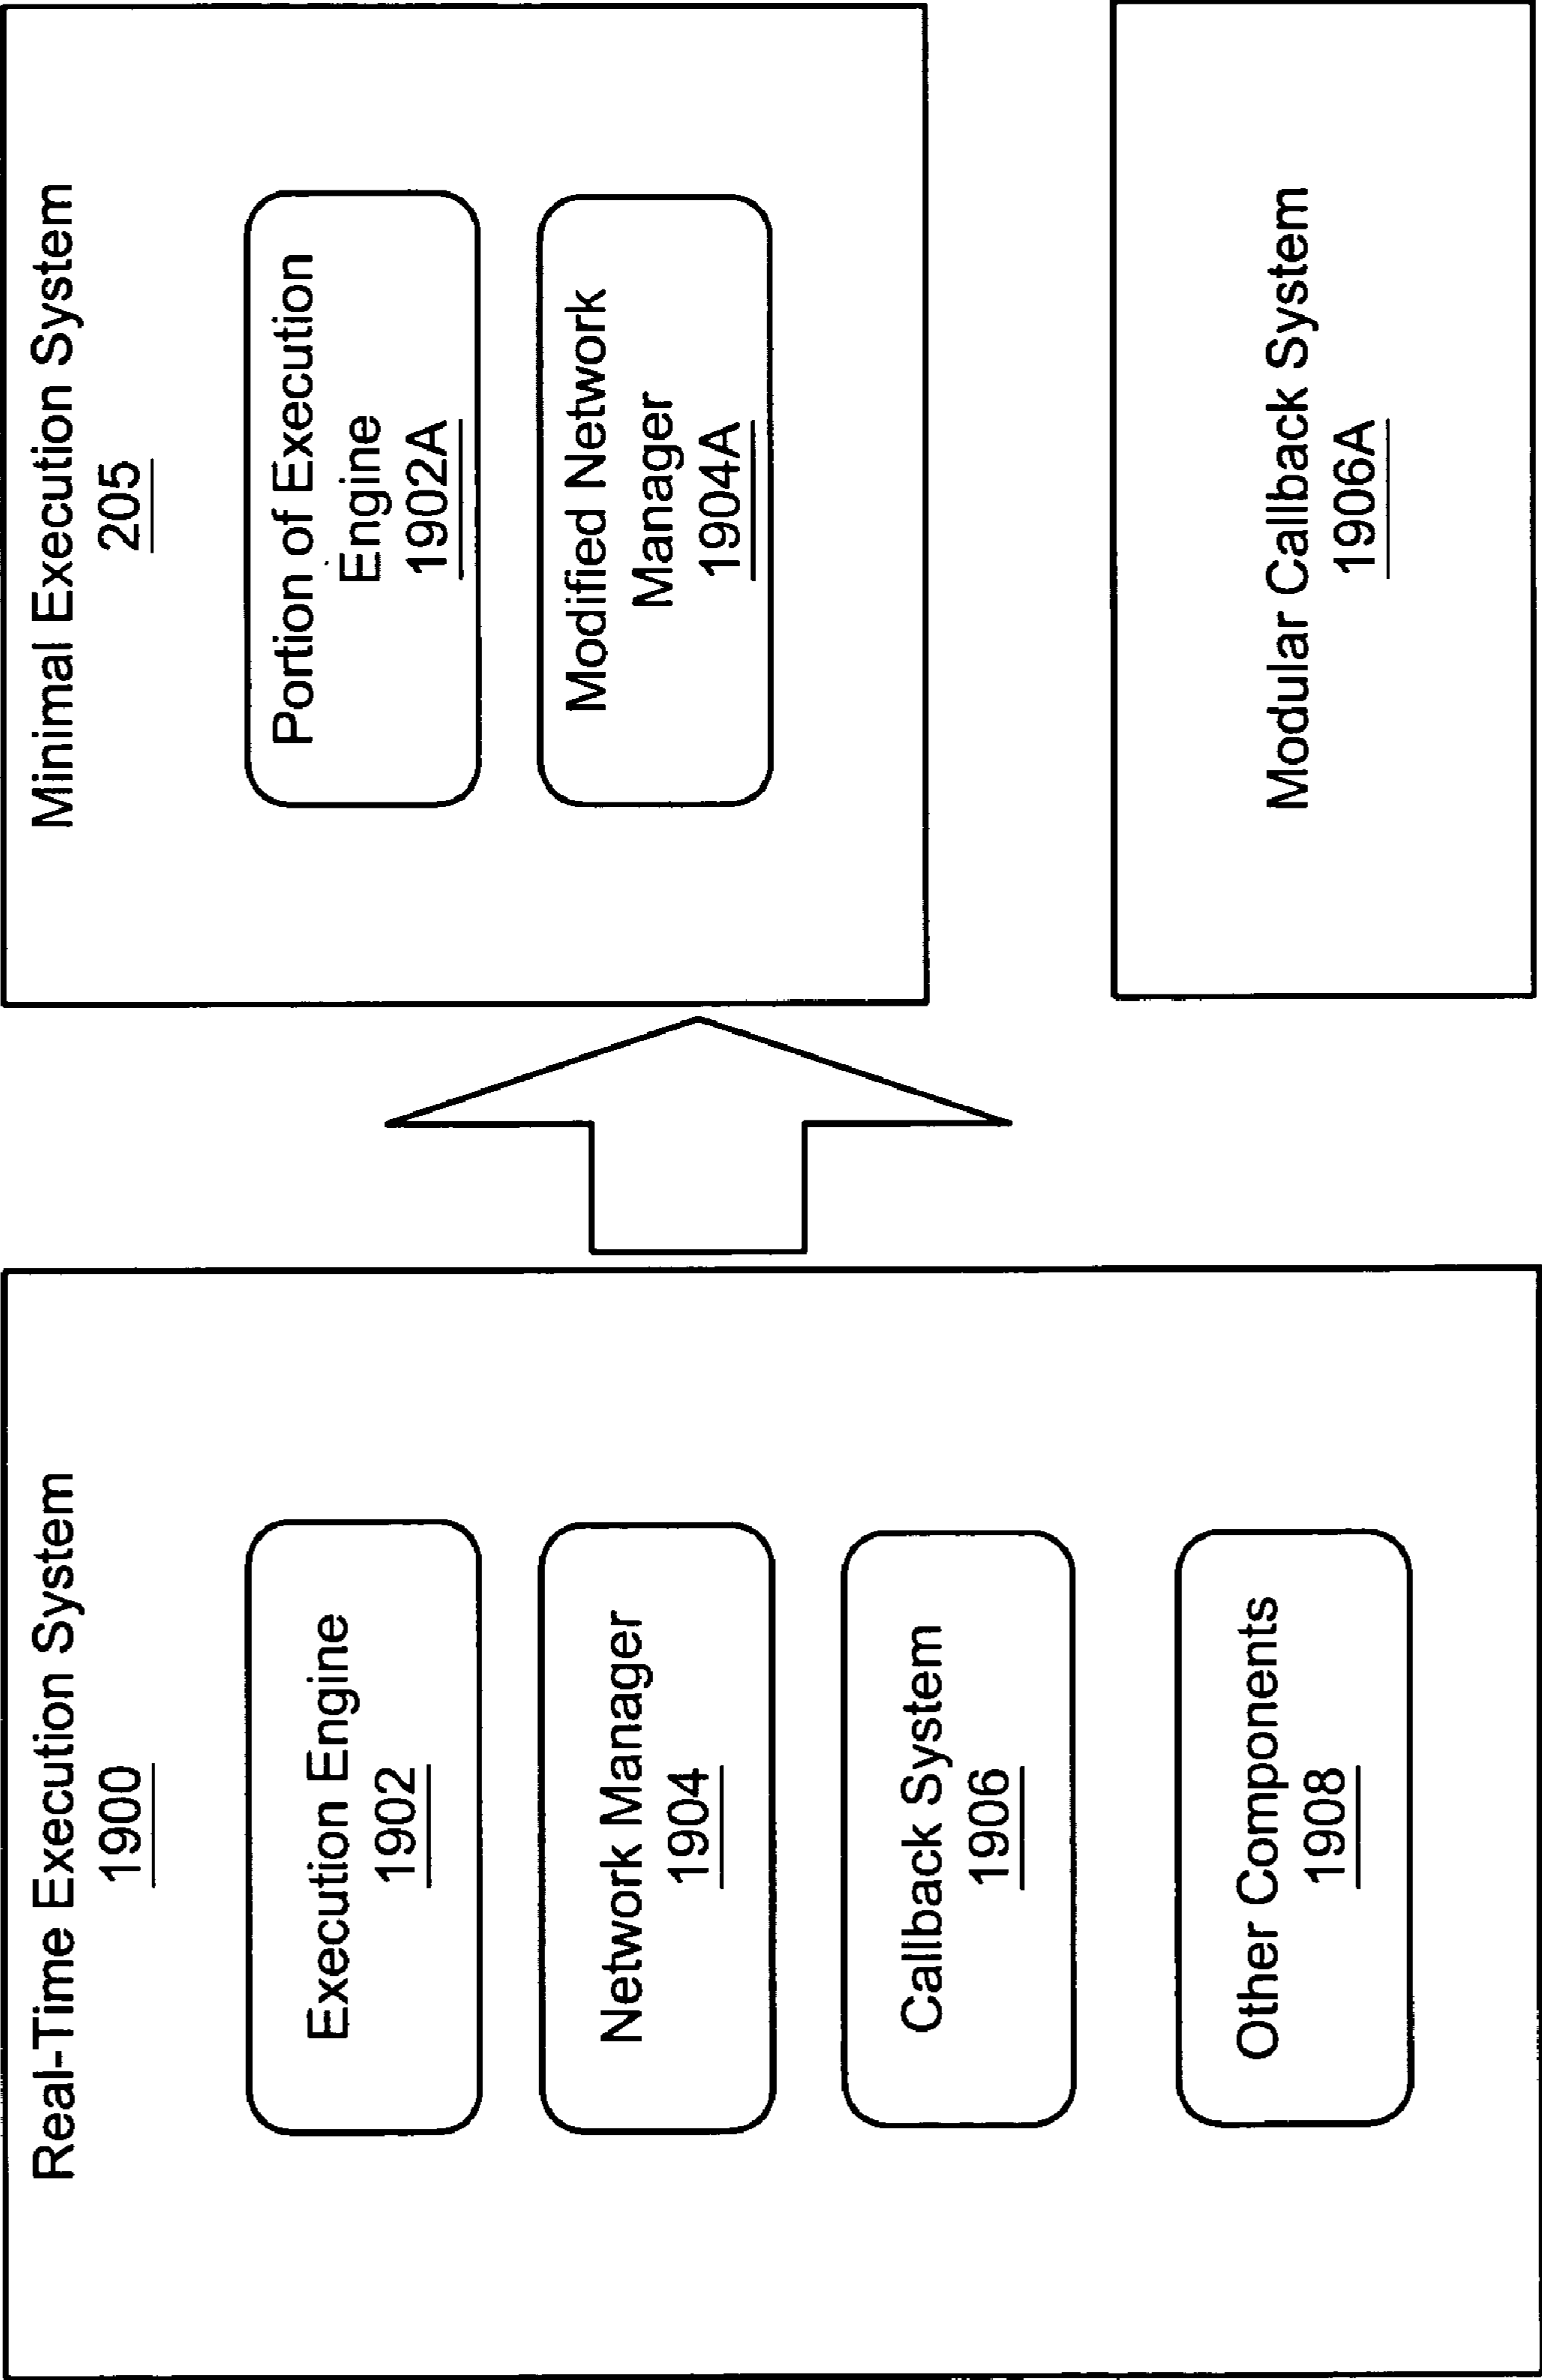 Real-Time Execution System
1900
Execution Engine
1902
Network Manager
1904
Callback System
1906
Other Components
1908
Minimal Execution System
205
Portion of Execution
Engine
1902A
Modified Network
Manager
1904A
Modular Callback System
1906A